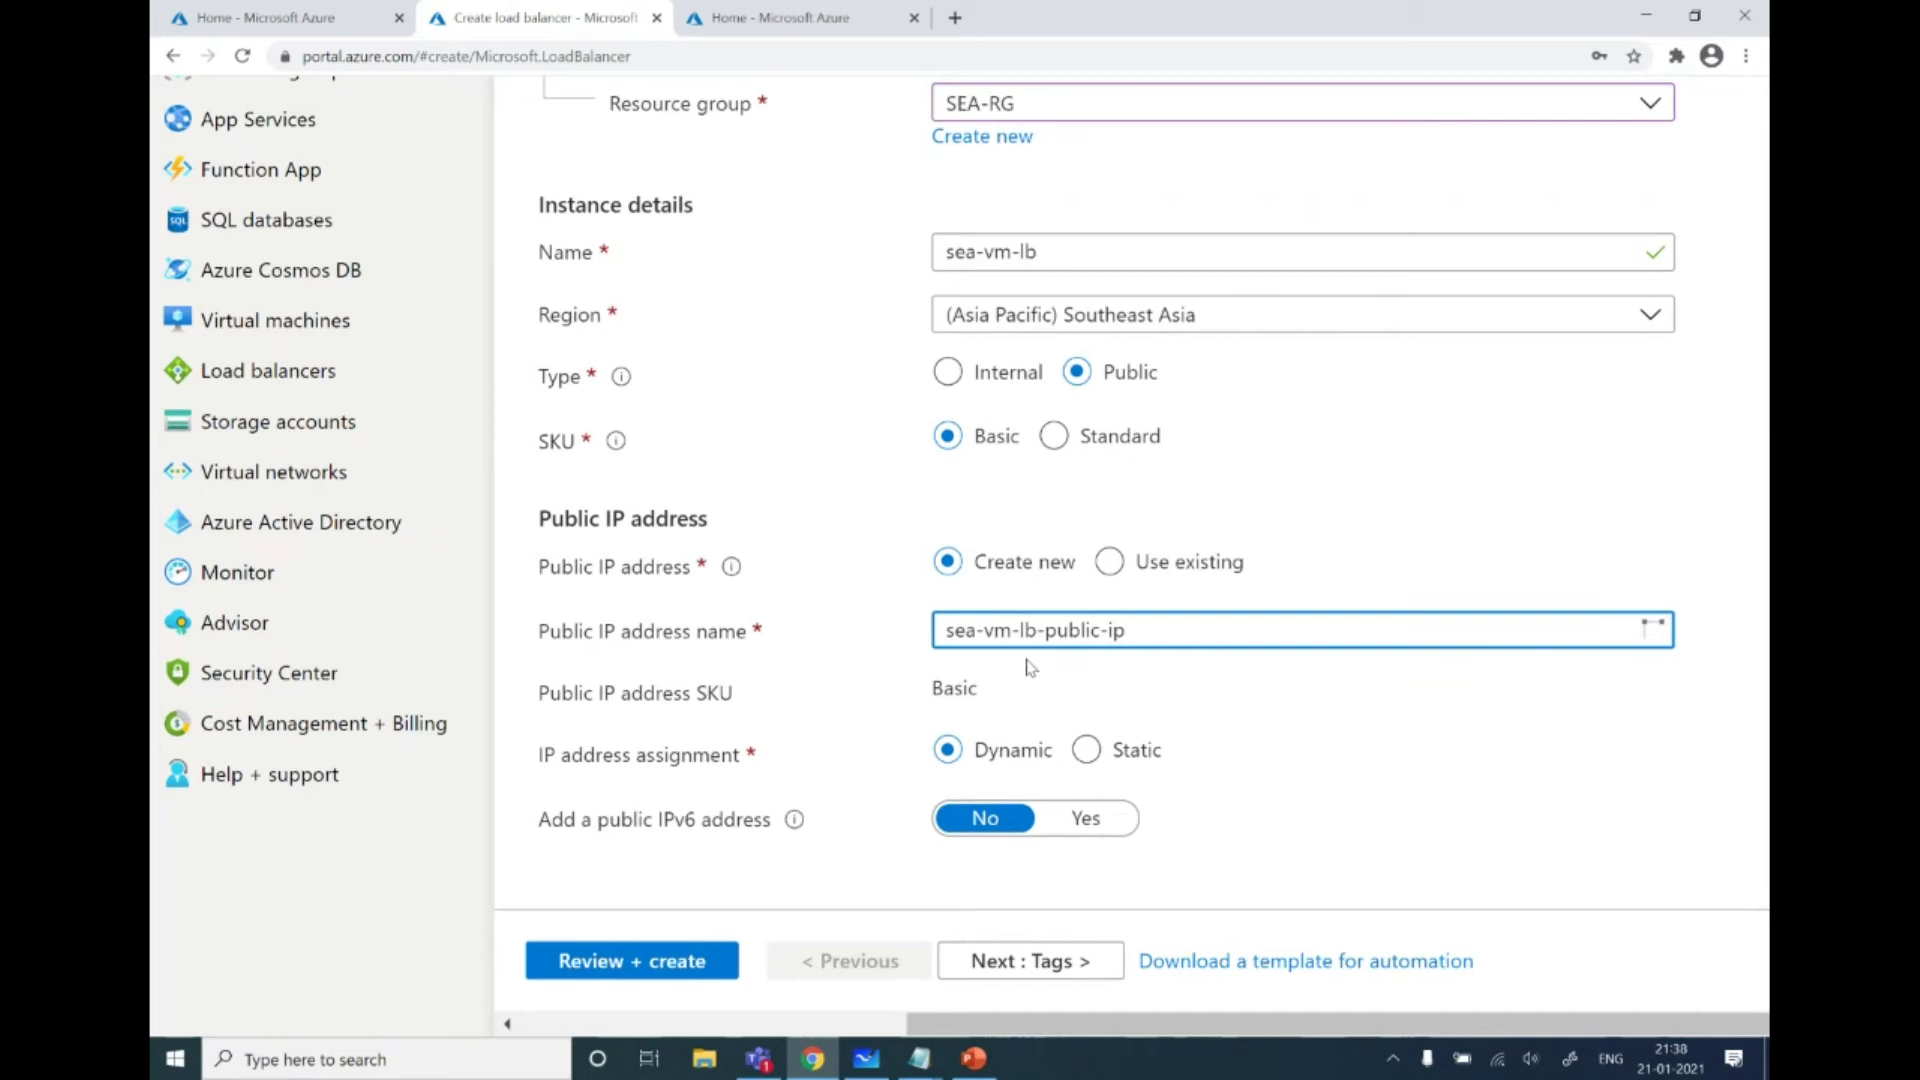 Home - Microsoft Azure
Create load balancer - Microsoft
Home - Microsoft Azure
portal.azure.com/#create/Microsoft.LoadBalancer
App Services
Function App
SQL databases
Azure Cosmos DB
Virtual machines
Load balancers
Storage accounts
Virtual networks
Azure Active Directory
Monitor
Advisor
Security Center
Cost Management + Billing
Help + support
Resource group *
SEA-RG
Create new
Instance details
Name *
sea-vm-lb
Region *
(Asia Pacific) Southeast Asia
Type *
Internal Public
SKU *
Basic Standard
Public IP address
Public IP address *
Create new Use existing
Public IP address name *
sea-vm-lb-public-ip
Public IP address SKU
Basic
IP address assignment *
Dynamic Static
Add a public IPv6 address
No Yes
Review + create
< Previous
Next : Tags >
Download a template for automation
Type here to search
ENG
21:38
21-01-2021